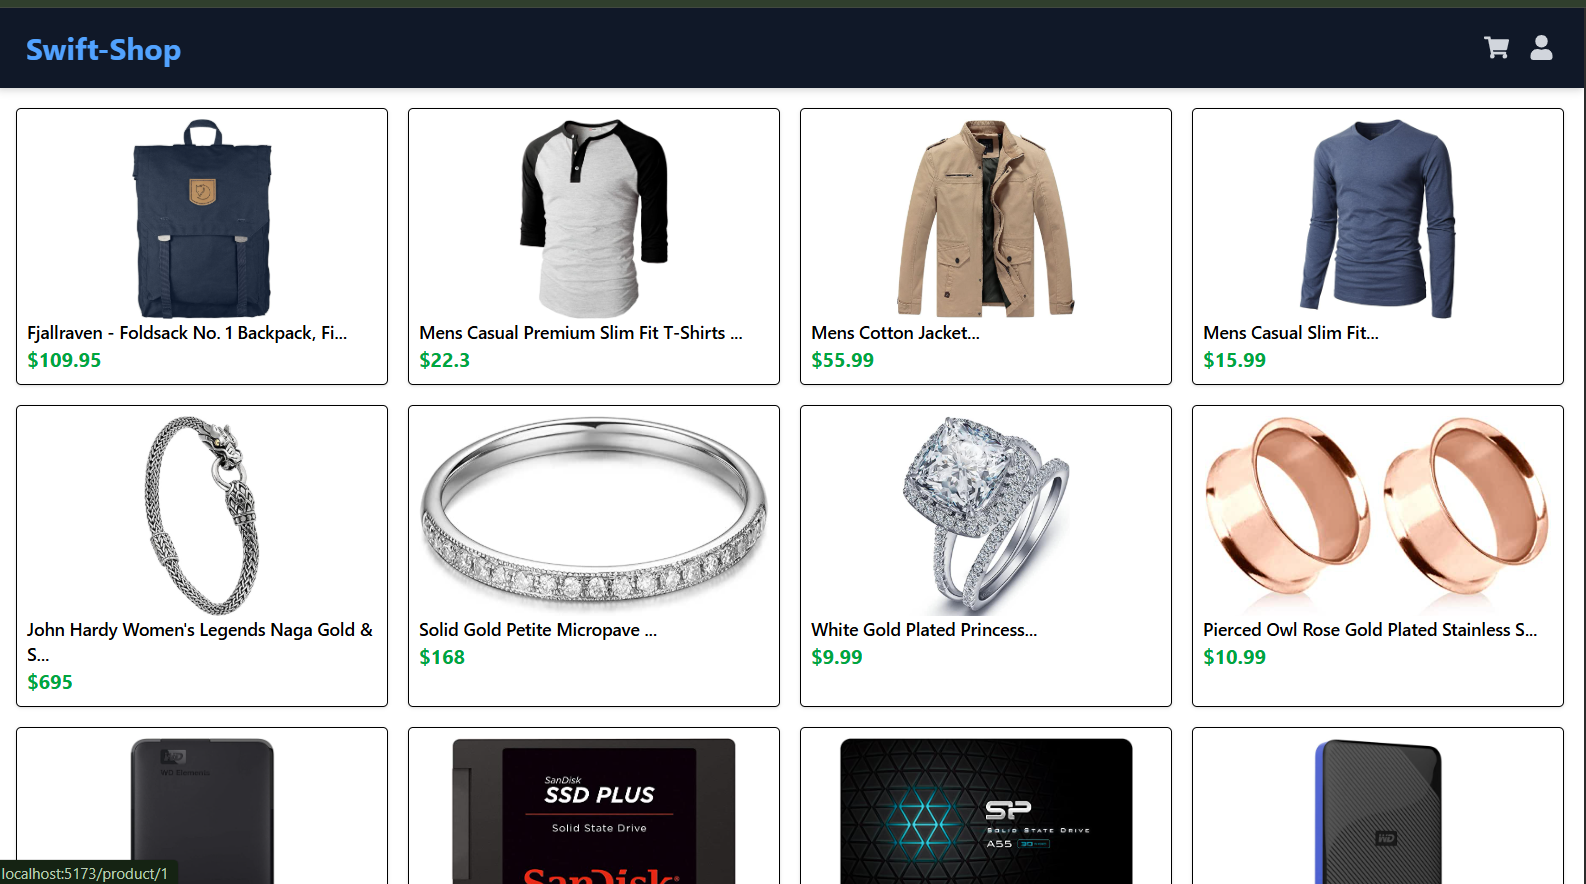 Swift-Shop
Fjallraven - Foldsack No. 1 Backpack, Fi...
$109.95
Mens Casual Premium Slim Fit T-Shirts ...
$22.3
Mens Cotton Jacket...
$55.99
Mens Casual Slim Fit...
$15.99
John Hardy Women's Legends Naga Gold &
S...
$695
Solid Gold Petite Micropave ...
$168
White Gold Plated Princess...
$9.99
Pierced Owl Rose Gold Plated Stainless S...
$10.99
WD
WD Elements
SanDisk
SSD PLUS
Solid State Drive
SanDisk
SP
SOLID STATE DRIVE
A55
WD
localhost:5173/product/1